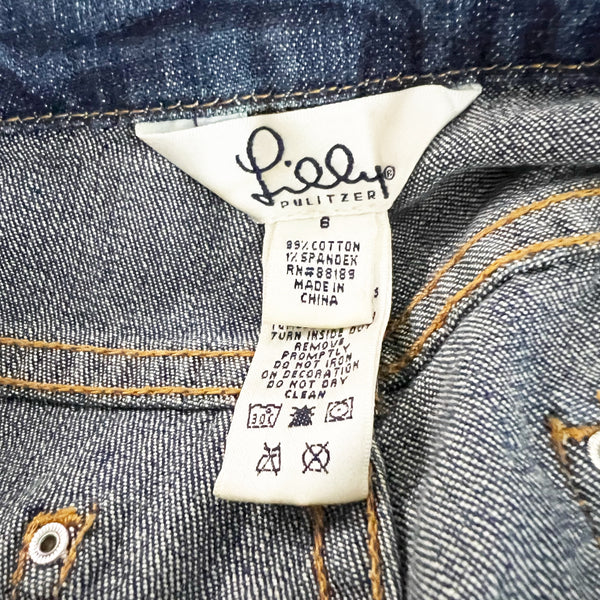 Lilly®
PULITZER
6
99% COTTON
1% SPANDEX
RN#88189
MADE IN
CHINA
S
TURN INSIDE OUT
REMOVE
PROMPTLY
DO NOT IRON
ON DECORATION
DO NOT DRY
CLEAN
30C